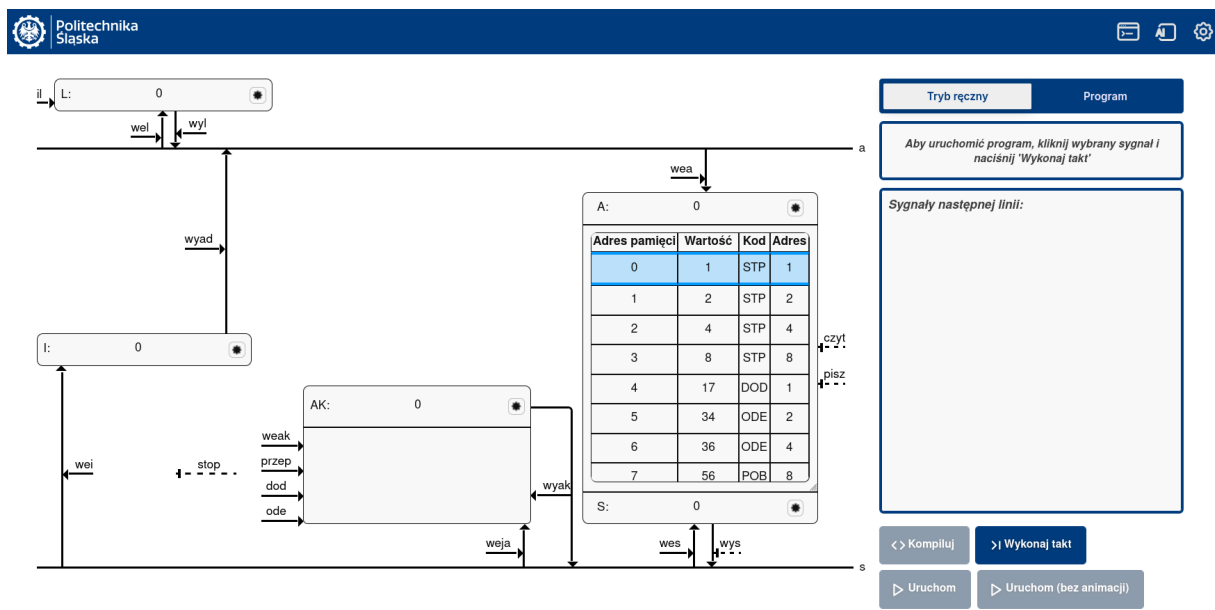 Politechnika
Śląska
il
L: 0
wel
wyl
a
wea
A: 0
Adres pamięci Wartość Kod Adres
0 1 STP 1
1 2 STP 2
2 4 STP 4
3 8 STP 8
4 17 DOD 1
5 34 ODE 2
6 36 ODE 4
7 56 POB 8
S: 0
czyt
pisz
wyad
I: 0
AK: 0
weak
przep
dod
ode
wei
stop
wyak
weja
wes
wys
s
Tryb ręczny
Program
Aby uruchomić program, kliknij wybrany sygnał i
naciśnij 'Wykonaj takt'
Sygnały następnej linii:
Kompiluj
Wykonaj takt
Uruchom
Uruchom (bez animacji)